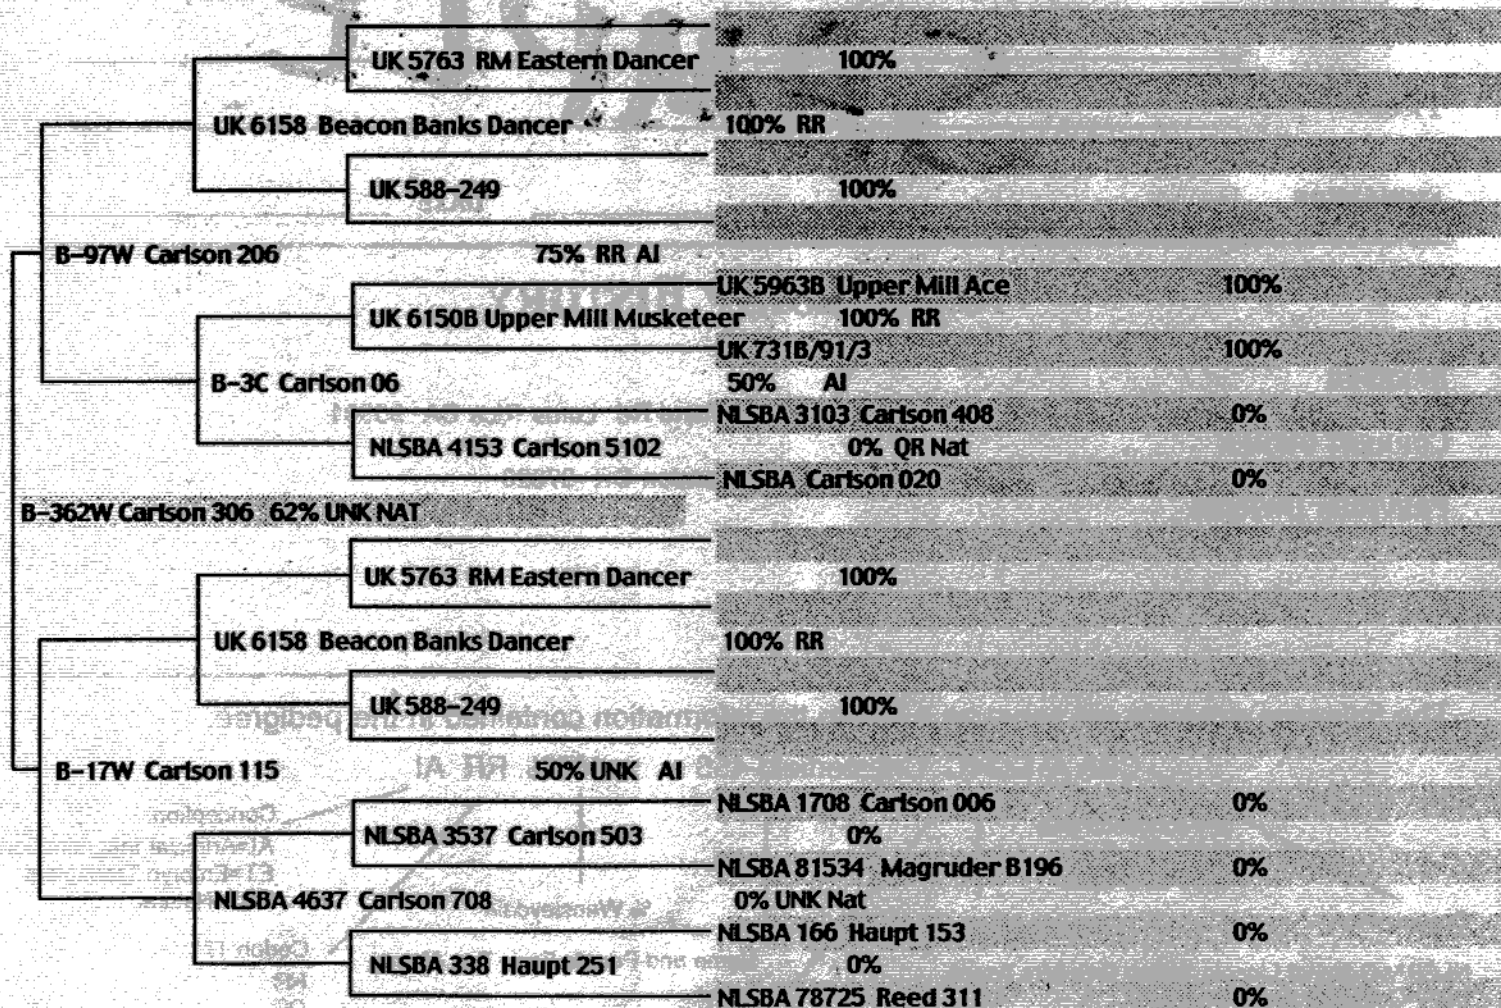 UK 5763 RM Eastern Dancer 100%
UK 6158 Beacon Banks Dancer 100% RR
UK 588-249 100%
B-97W Carlson 206 75% RR AI
UK 5963B Upper Mill Ace 100%
UK 6150B Upper Mill Musketeer 100% RR
UK 731B/91/3 100%
B-3C Carlson 06 50% AI
NLSBA 3103 Carlson 408 0%
NLSBA 4153 Carlson 5102 0% QR Nat
NLSBA Carlson 020 0%
B-362W Carlson 306 62% UNK NAT
UK 5763 RM Eastern Dancer 100%
UK 6158 Beacon Banks Dancer 100% RR
UK 588-249 100%
B-17W Carlson 115 50% UNK AI
NLSBA 1708 Carlson 006 0%
NLSBA 3537 Carlson 503 0%
NLSBA 81534 Magruder B196 0%
NLSBA 4637 Carlson 708 0% UNK Nat
NLSBA 166 Haupt 153 0%
NLSBA 338 Haupt 251 0%
NLSBA 78725 Reed 311 0%